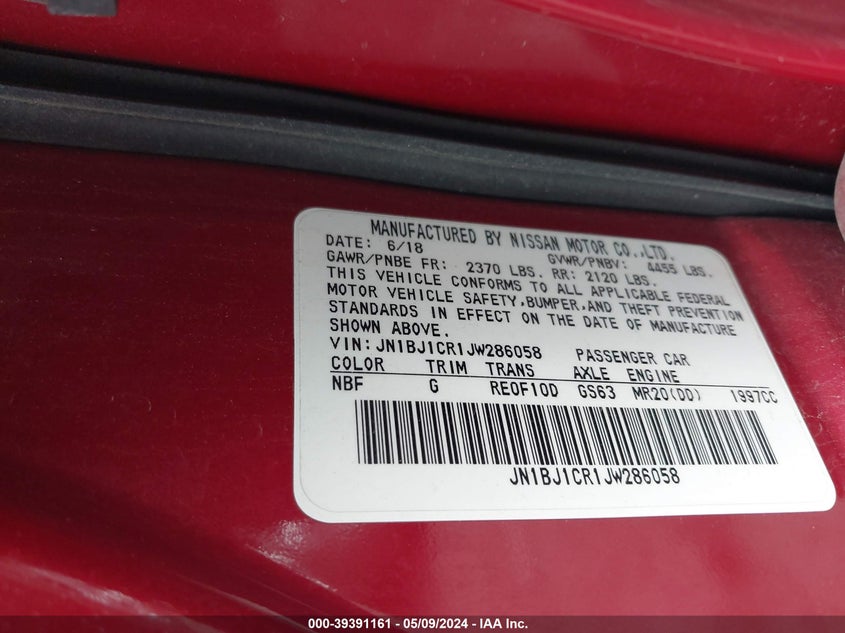 MANUFACTURED BY NISSAN MOTOR CO.,LTD.
DATE: 6/18 GVWR/PNBV: 4455 LBS.
GAWR/PNBE FR: 2370 LBS. RR: 2120 LBS.
THIS VEHICLE CONFORMS TO ALL APPLICABLE FEDERAL
MOTOR VEHICLE SAFETY,BUMPER,AND THEFT PREVENTION
STANDARDS IN EFFECT ON THE DATE OF MANUFACTURE
SHOWN ABOVE.
VIN:JN1BJ1CR1JW286058 PASSENGER CAR
COLOR TRIM TRANS AXLE ENGINE
NBF G RE0F10D GS63 MR20(DD) 1997CC
JN1BJ1CR1JW286058
000-39391161 - 05/09/2024 - IAA Inc.